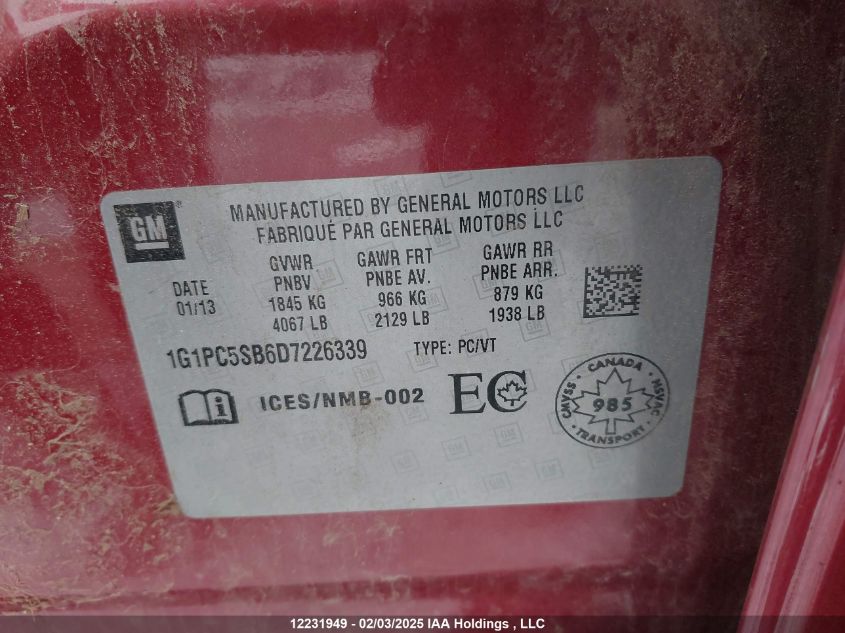 GM
MANUFACTURED BY GENERAL MOTORS LLC
FABRIQUÉ PAR GENERAL MOTORS LLC
DATE
01/13
GVWR
PNBV
1845 KG
4067 LB
GAWR FRT
PNBE AV.
966 KG
2129 LB
GAWR RR
PNBE ARR.
879 KG
1938 LB
1G1PC5SB6D7226339
TYPE: PC/VT
i
ICES/NMB-002
EC
CANADA
CMVSS
985
NSVAC
TRANSPORT
12231949 - 02/03/2025 IAA Holdings , LLC